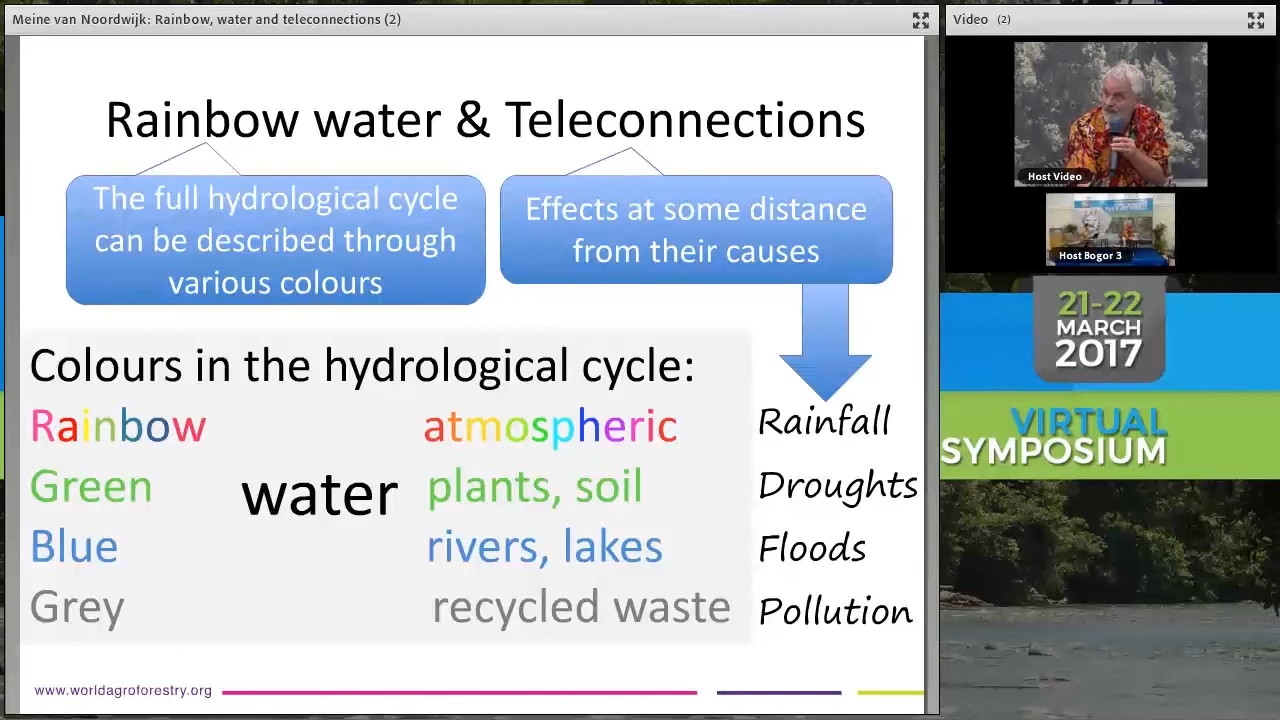 Meine van Noordwijk: Rainbow, water and teleconnections (2)
Rainbow water & Teleconnections
The full hydrological cycle
can be described through
various colours
Effects at some distance
from their causes
Colours in the hydrological cycle:
Rainbow
atmospheric
Rainfall
Green
water
plants, soil
Droughts
Blue
rivers, lakes
Floods
Grey
recycled waste
Pollution
www.worldagroforestry.org
Video (2)
Host Video
Host Bogor 3
21-22
MARCH
2017
VIRTUAL
SYMPOSIUM